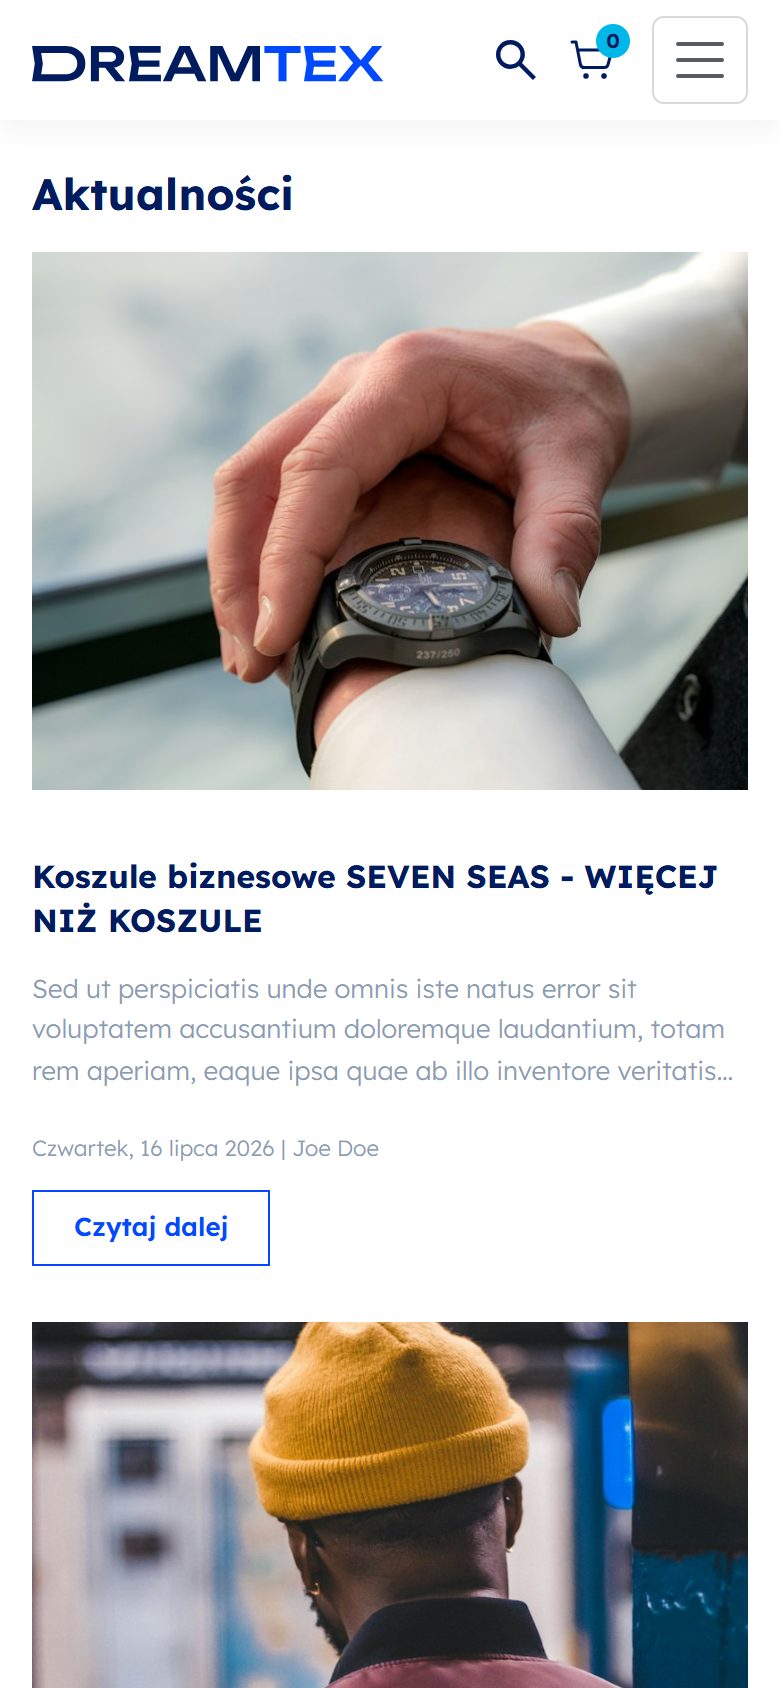 DREAMTEX
0
Aktualności
237/250
Koszule biznesowe SEVEN SEAS - WIĘCEJ
NIŻ KOSZULE
Sed ut perspiciatis unde omnis iste natus error sit
voluptatem accusantium doloremque laudantium, totam
rem aperiam, eaque ipsa quae ab illo inventore veritatis...
Czwartek, 16 lipca 2026 | Joe Doe
Czytaj dalej